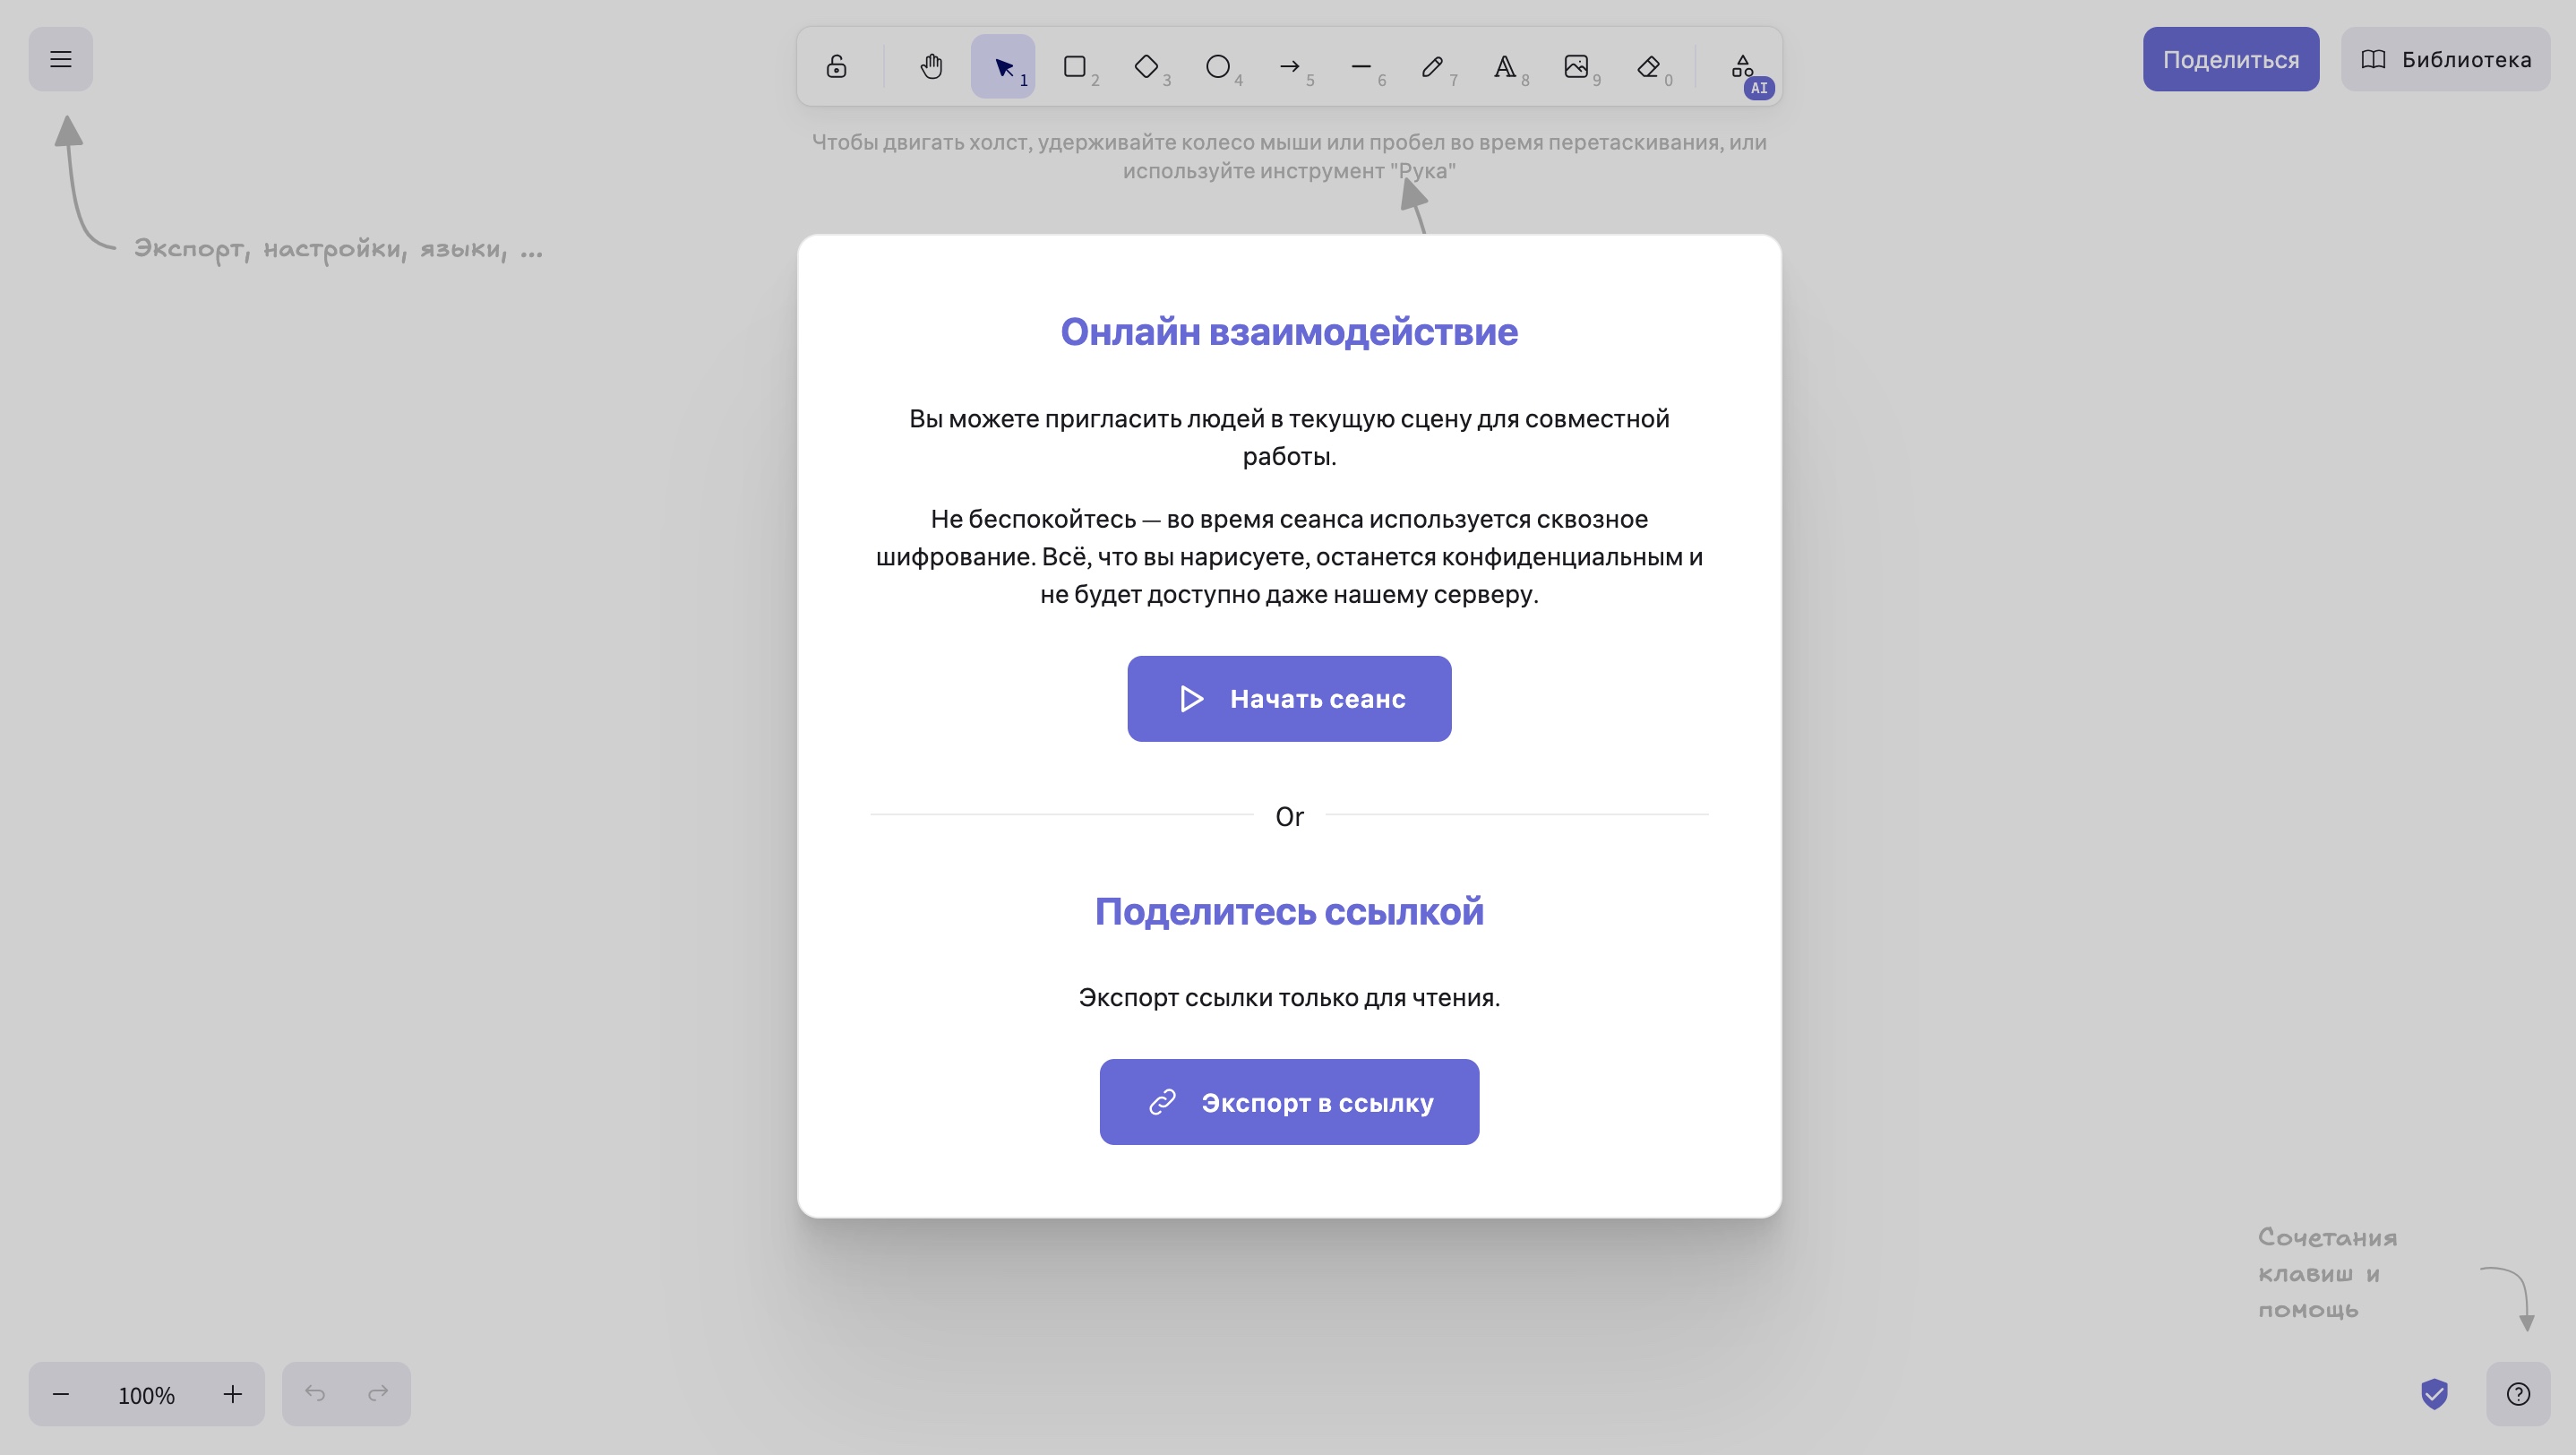 1
2
3
4
5
6
7
8
9
0
AI
Поделиться
Библиотека
Чтобы двигать холст, удерживайте колесо мыши или пробел во время перетаскивания, или
используйте инструмент "Рука"
Экспорт, настройки, языки, ...
Онлайн взаимодействие
Вы можете пригласить людей в текущую сцену для совместной
работы.
Не беспокойтесь — во время сеанса используется сквозное
шифрование. Всё, что вы нарисуете, останется конфиденциальным и
не будет доступно даже нашему серверу.
Начать сеанс
Or
Поделитесь ссылкой
Экспорт ссылки только для чтения.
Экспорт в ссылку
Сочетания
клавиш и
помощь
100%